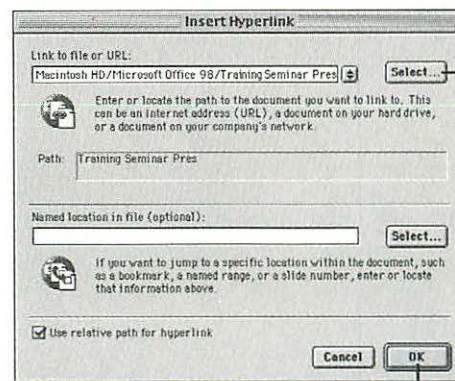 Insert Hyperlink
Link to file or URL:
Macintosh HD/Microsoft Office 98/Training Seminar Pres
Select...
Enter or locate the path to the document you want to link to. This
can be an Internet address (URL), a document on your hard drive,
or a document on your company's network.
Path: Training Seminar Pres
Named location in file (optional):
Select...
If you want to jump to a specific location within the document, such
as a bookmark, a named range, or a slide number, enter or locate
that information above.
Use relative path for hyperlink
Cancel OK